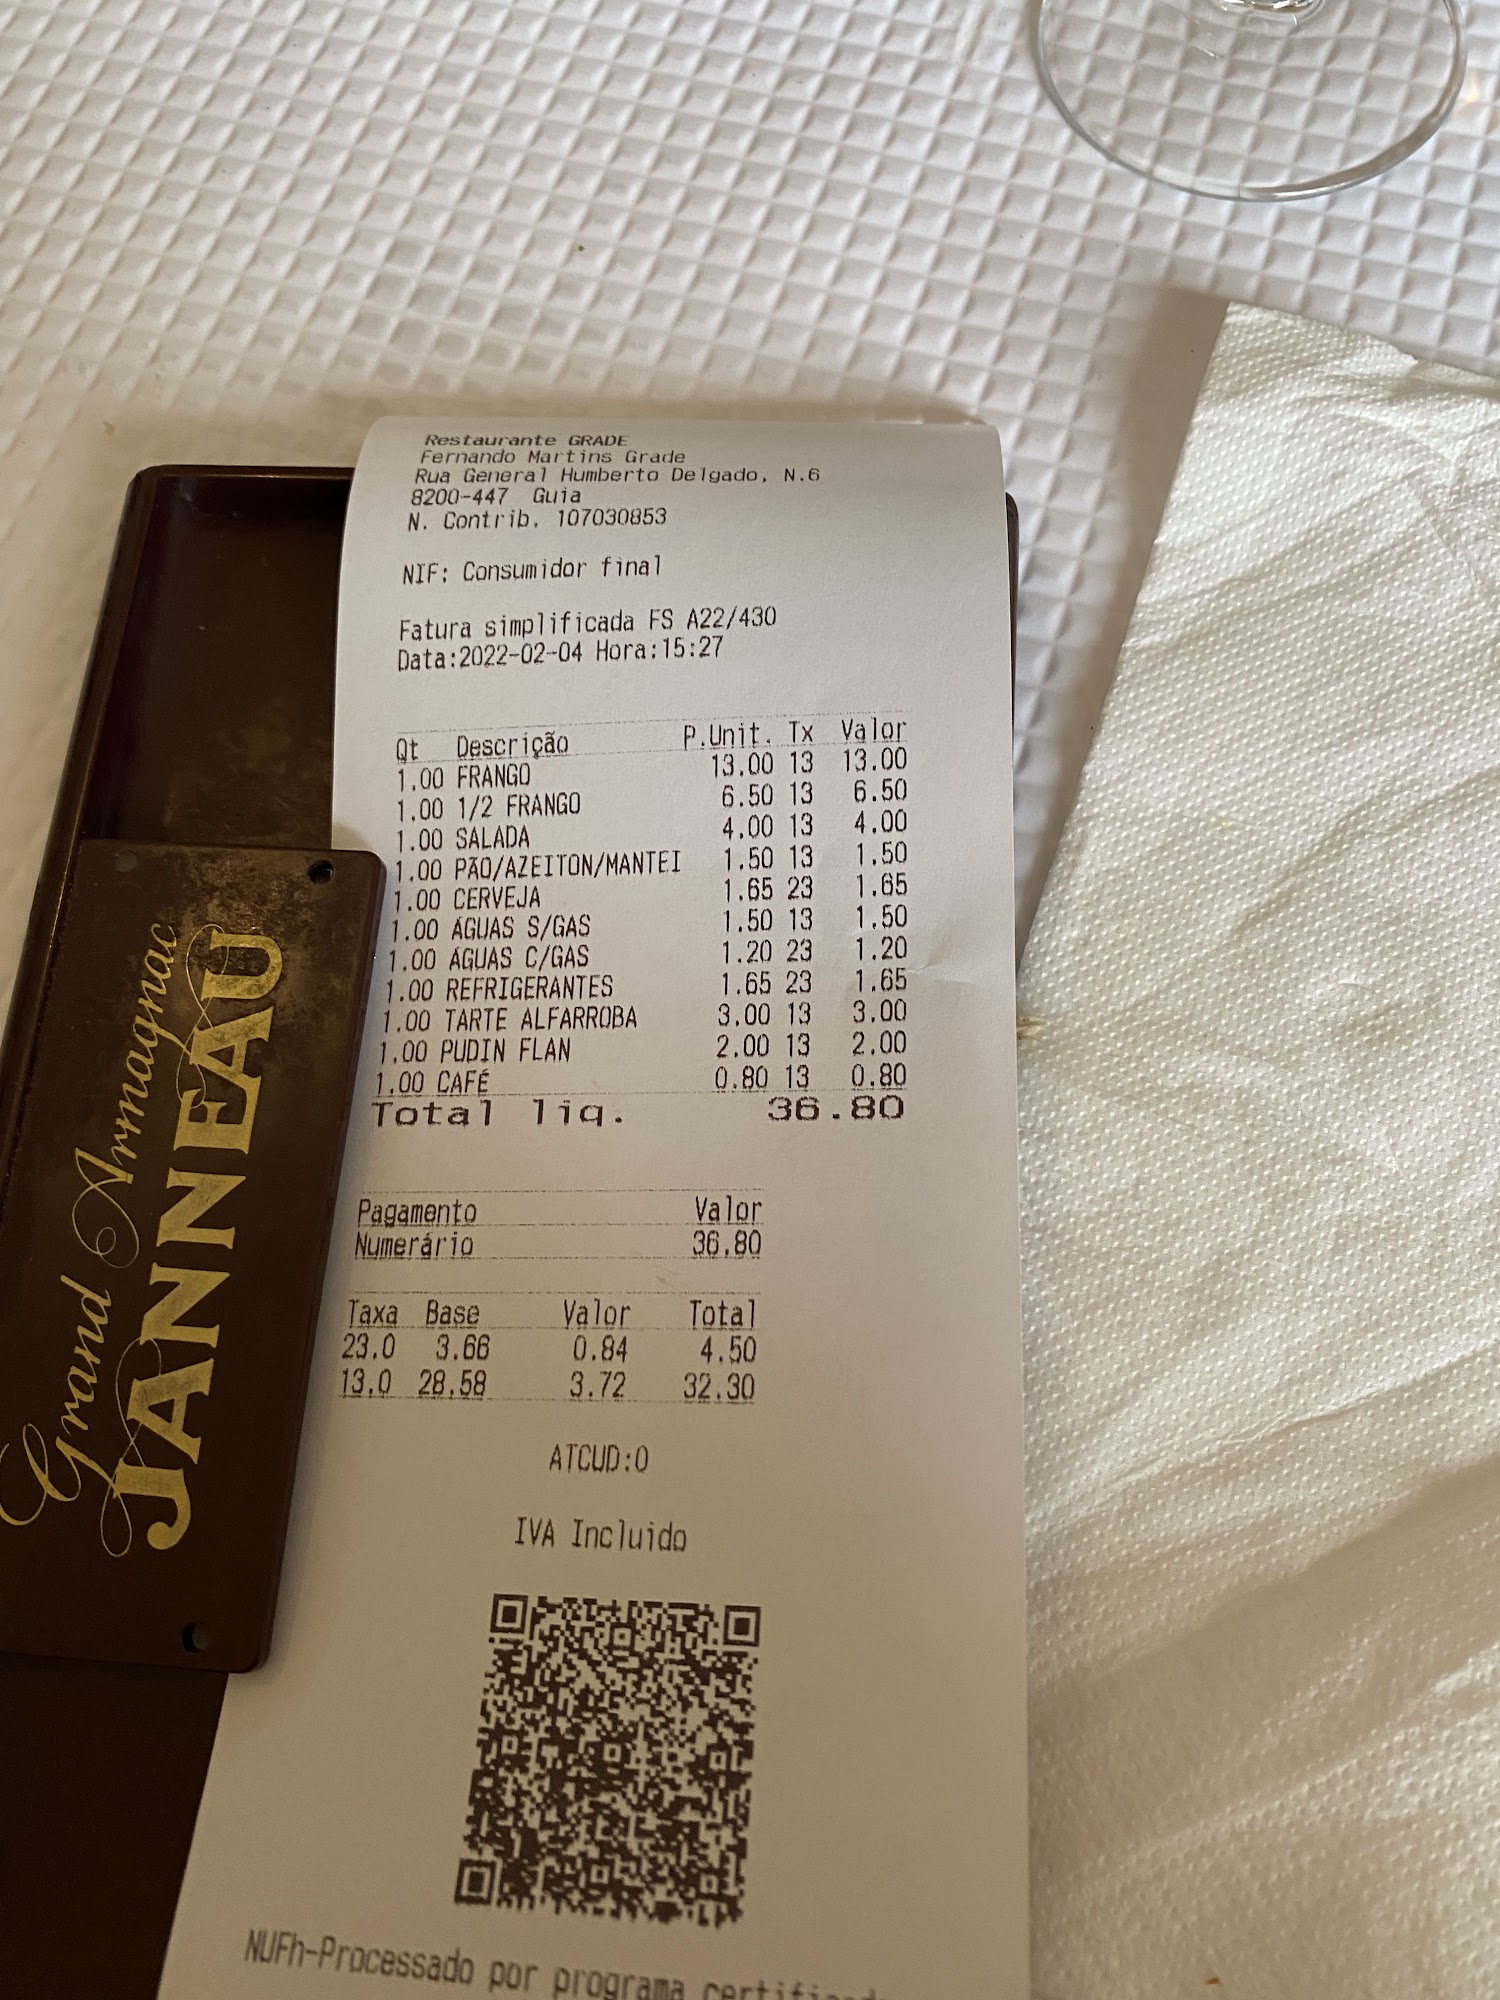 Restaurante GRADE
Fernando Martins Grade
Rua General Humberto Delgado, N.6
8200-447 Guia
N. Contrib. 107030853
NIF: Consumidor final
Fatura simplificada FS A22/430
Data:2022-02-04 Hora:15:27
Qt Descrição P.Unit. Tx Valor
1.00 FRANGO 13.00 13 13.00
1.00 1/2 FRANGO 6.50 13 6.50
1.00 SALADA 4.00 13 4.00
1.00 PÃO/AZEITON/MANTEI 1.50 13 1.50
1.00 CERVEJA 1.65 23 1.65
1.00 ÁGUAS S/GAS 1.50 13 1.50
1.00 ÁGUAS C/GAS 1.20 23 1.20
1.00 REFRIGERANTES 1.65 23 1.65
1.00 TARTE ALFARROBA 3.00 13 3.00
1.00 PUDIN FLAN 2.00 13 2.00
1.00 CAFÉ 0.80 13 0.80
Total liq. 36.80
Pagamento Valor
Numerário 36.80
Taxa Base Valor Total
23.0 3.66 0.84 4.50
13.0 28.58 3.72 32.30
ATCUD:0
IVA Incluido
NUFh-Processado por programa
Grand Armagnac
JANNEAU